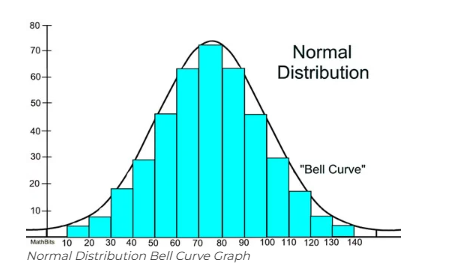 80
70
Normal
Distribution
60
50
40
30
"Bell Curve"
20
10
MathBits 10 20 30 40 50 60 70 80 90 100 110 120 130 140
Normal Distribution Bell Curve Graph